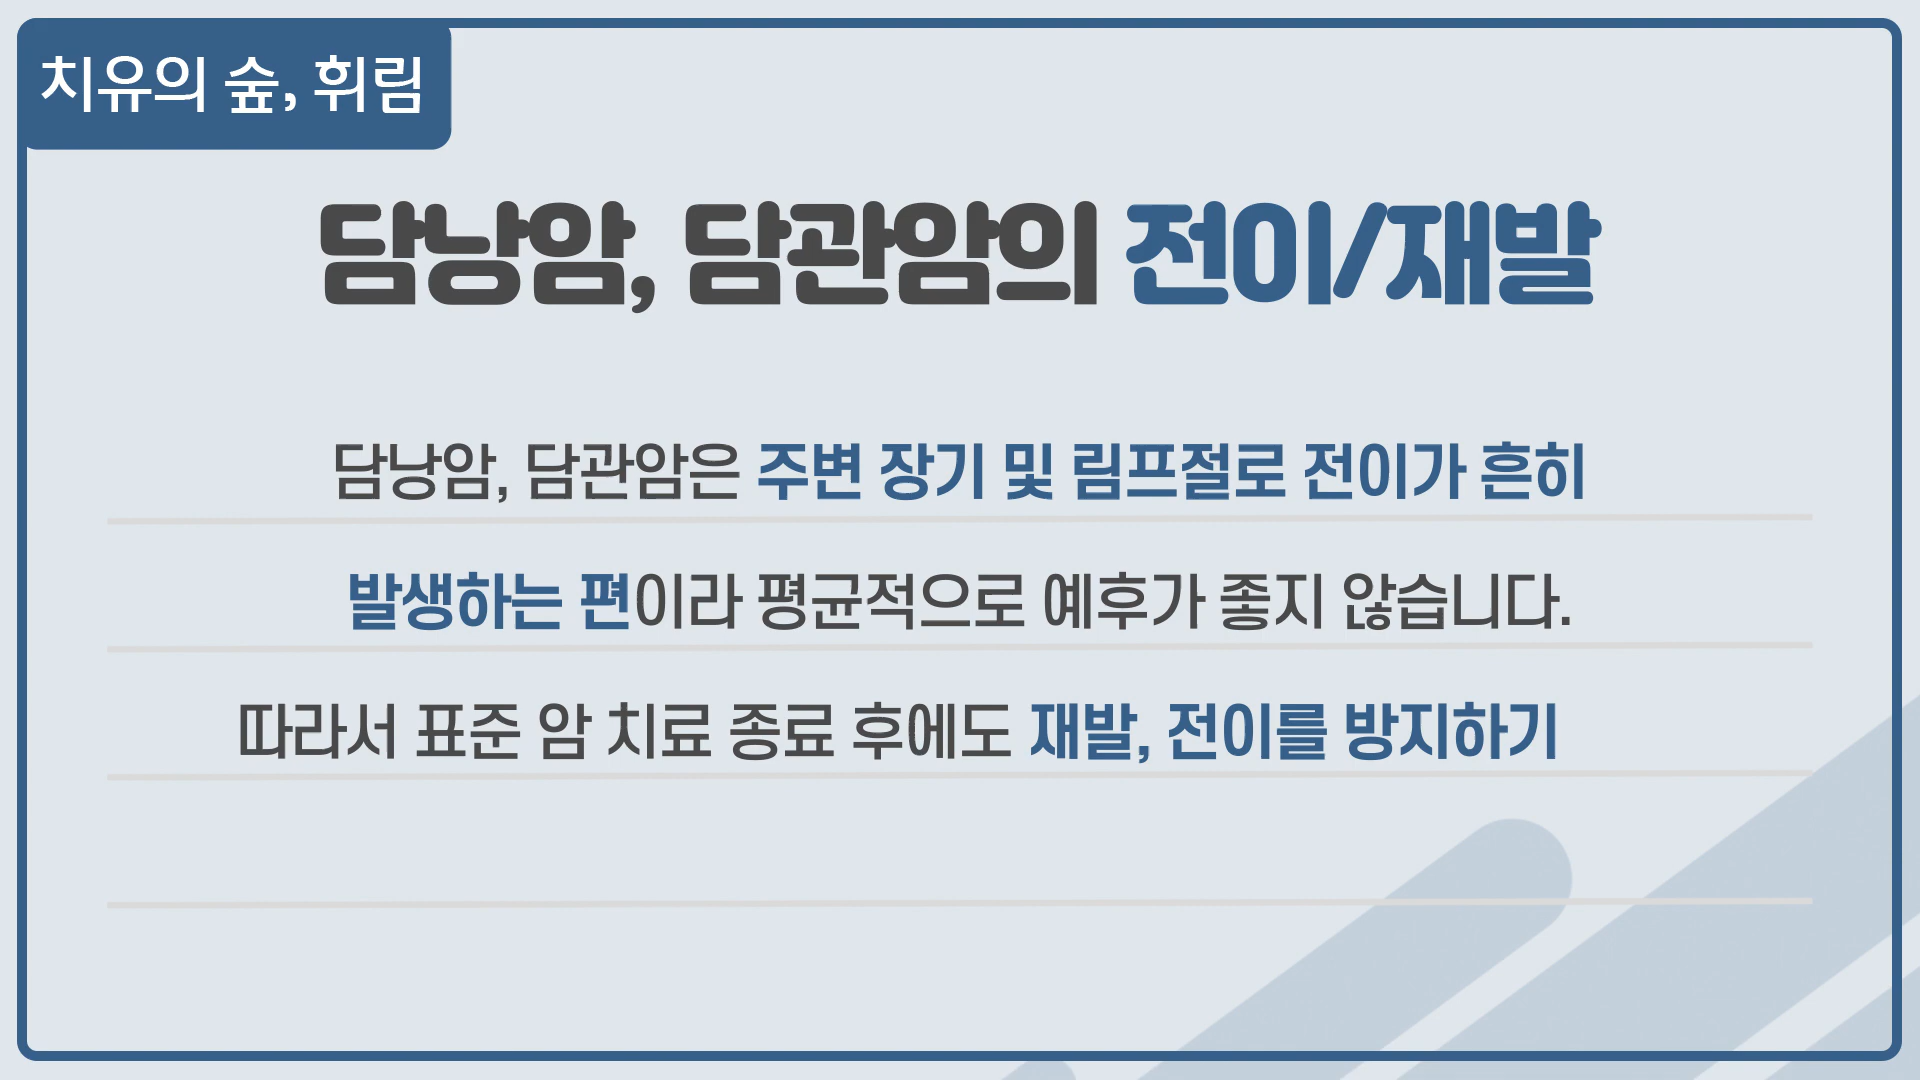 치유의 숲, 휘림
담낭암, 담관암의 전이/재발
담낭암, 담관암은 주변 장기 및 림프절로 전이가 흔히
발생하는 편이라 평균적으로 예후가 좋지 않습니다.
따라서 표준 암 치료 종료 후에도 재발, 전이를 방지하기